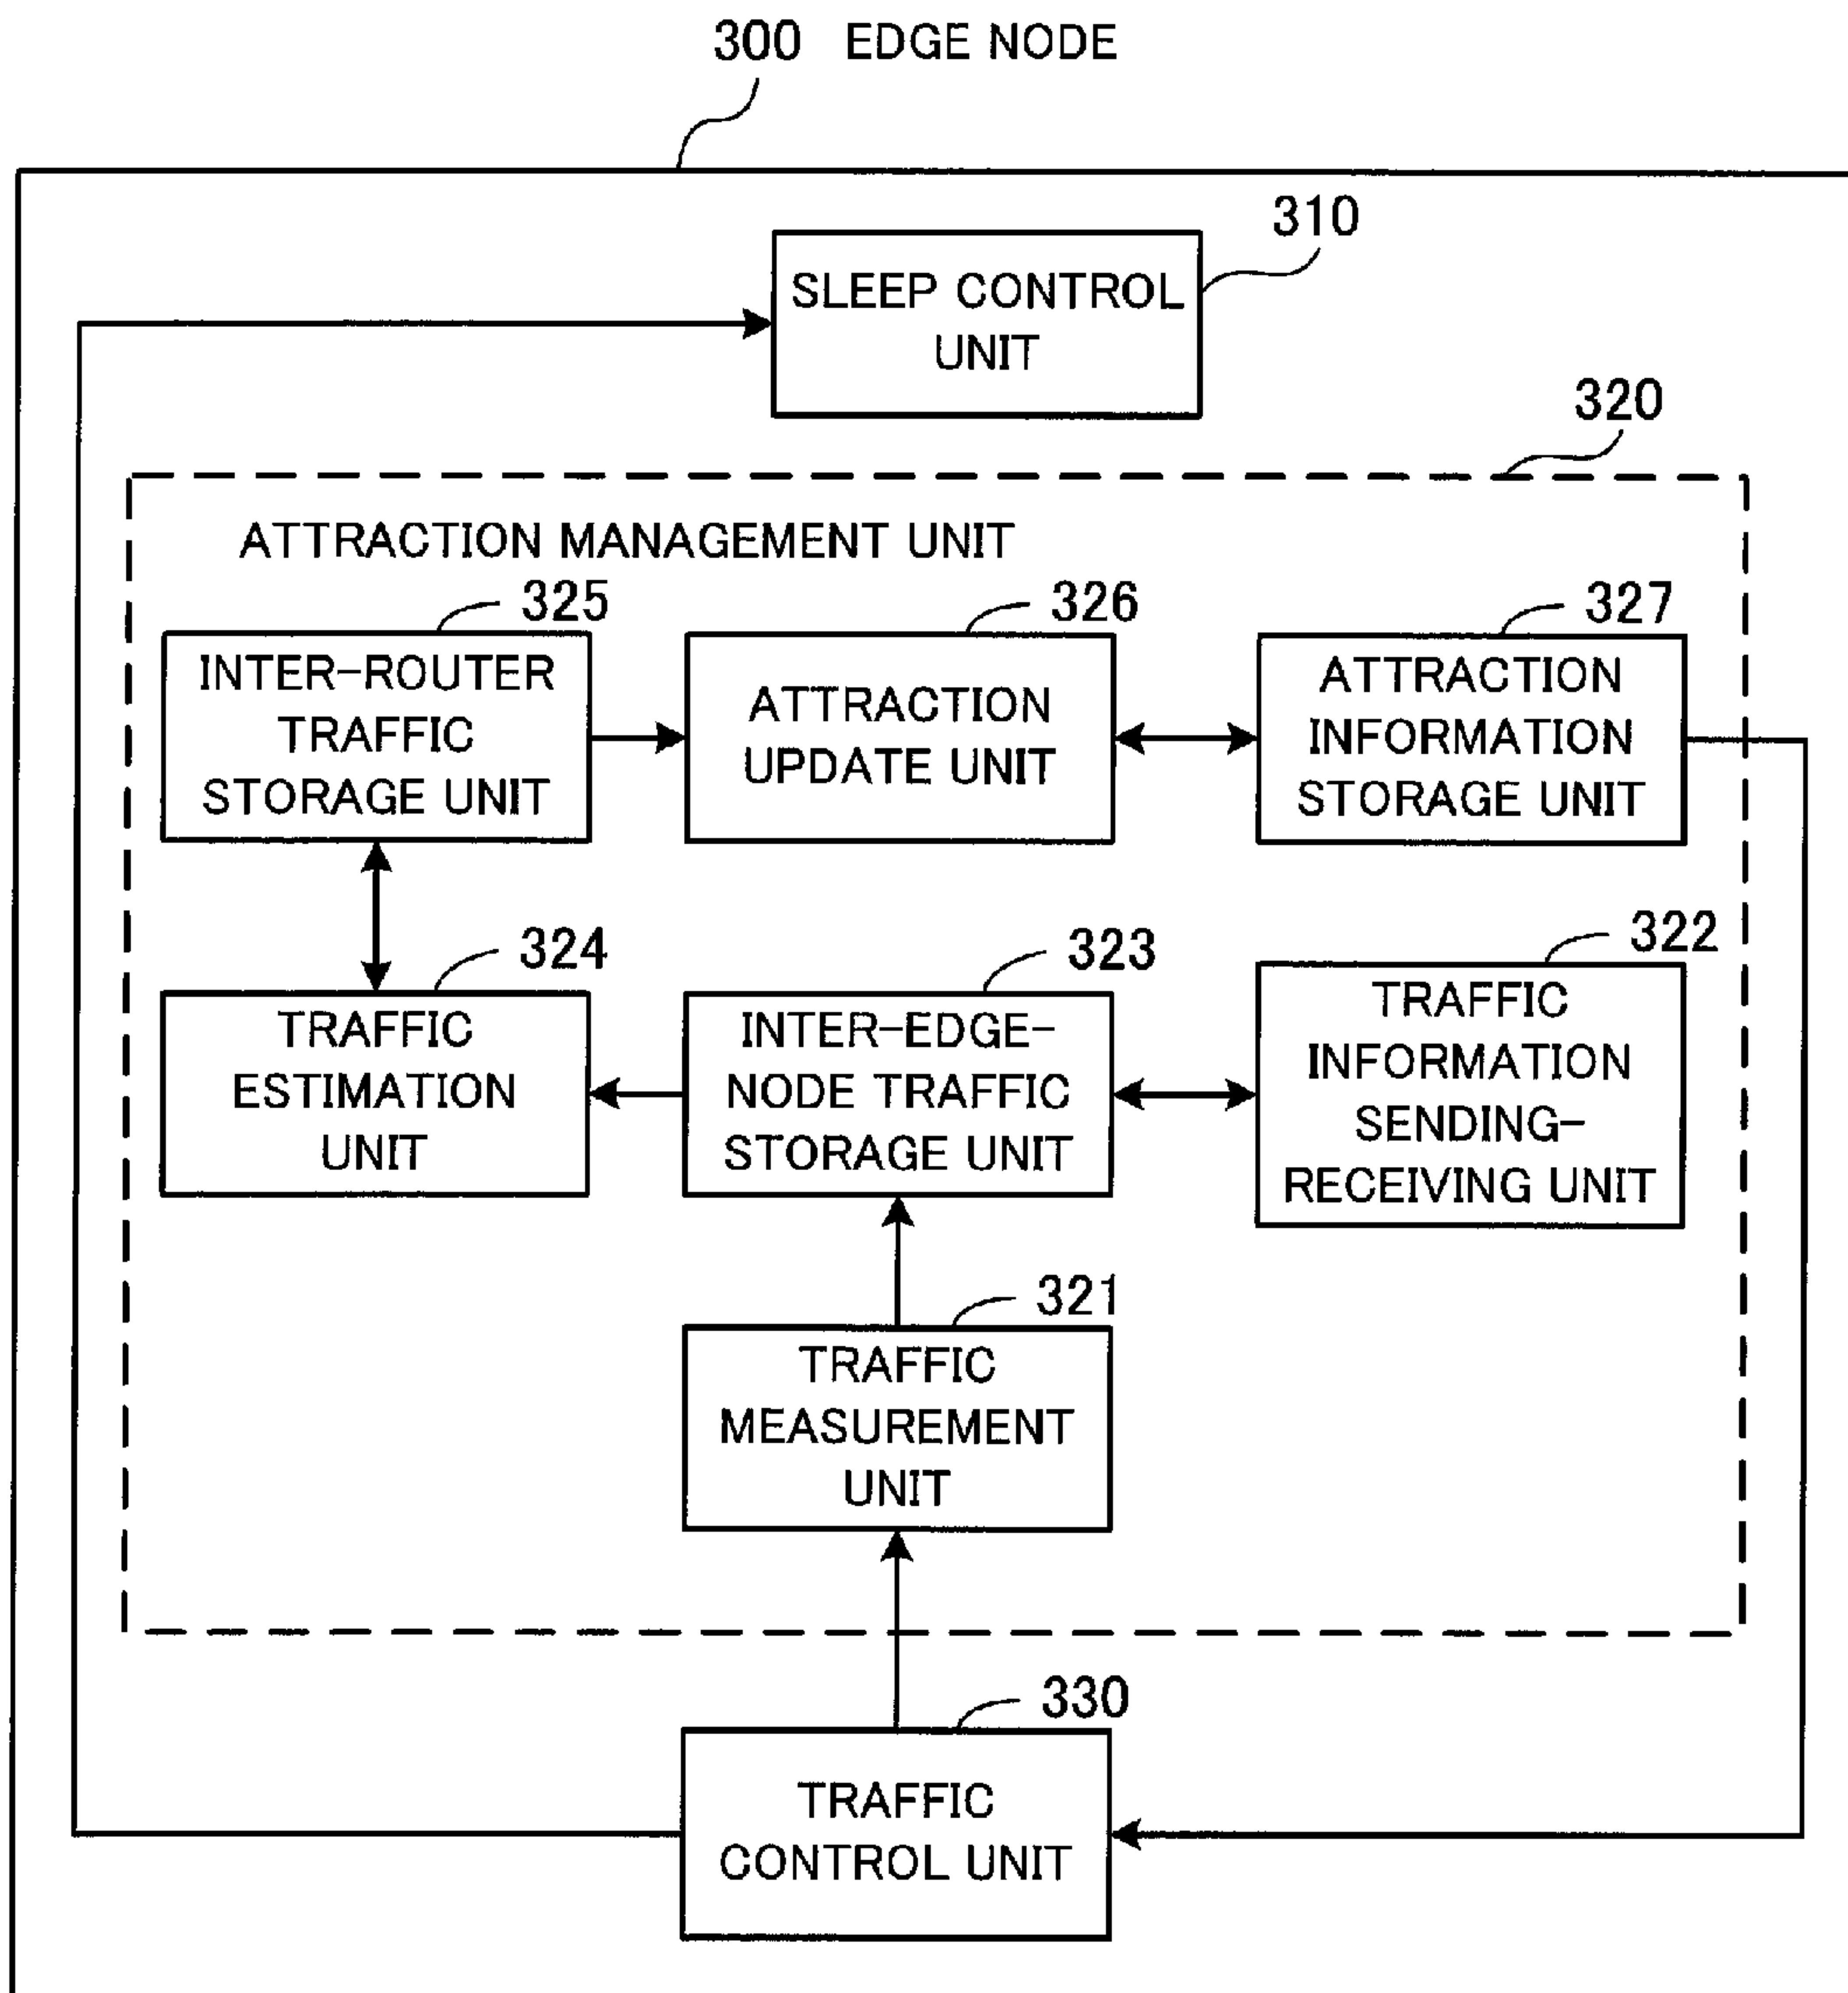 300 EDGE NODE
310
SLEEP CONTROL
UNIT
320
ATTRACTION MANAGEMENT UNIT
325
INTER-ROUTER
TRAFFIC
STORAGE UNIT
326
ATTRACTION
UPDATE UNIT
327
ATTRACTION
INFORMATION
STORAGE UNIT
324
TRAFFIC
ESTIMATION
UNIT
323
INTER-EDGE-
NODE TRAFFIC
STORAGE UNIT
322
TRAFFIC
INFORMATION
SENDING-
RECEIVING UNIT
321
TRAFFIC
MEASUREMENT
UNIT
330
TRAFFIC
CONTROL UNIT